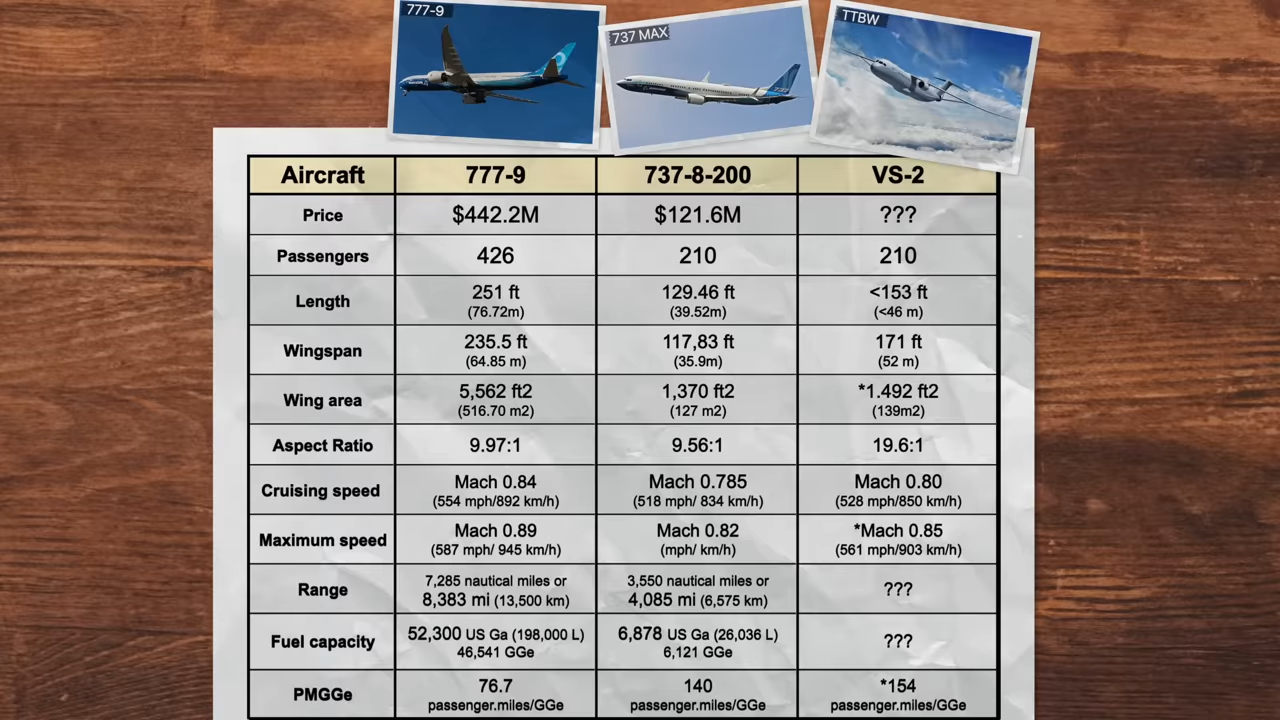 777-9
737 MAX
TTBW
Aircraft 777-9 737-8-200 VS-2
Price $442.2M $121.6M ???
Passengers 426 210 210
Length 251 ft (76.72m) 129.46 ft (39.52m) <153 ft (<46 m)
Wingspan 235.5 ft (64.85 m) 117,83 ft (35.9m) 171 ft (52 m)
Wing area 5,562 ft2 (516.70 m2) 1,370 ft2 (127 m2) *1.492 ft2 (139m2)
Aspect Ratio 9.97:1 9.56:1 19.6:1
Cruising speed Mach 0.84 (554 mph/892 km/h) Mach 0.785 (518 mph/ 834 km/h) Mach 0.80 (528 mph/850 km/h)
Maximum speed Mach 0.89 (587 mph/ 945 km/h) Mach 0.82 (mph/ km/h) *Mach 0.85 (561 mph/903 km/h)
Range 7,285 nautical miles or 8,383 mi (13,500 km) 3,550 nautical miles or 4,085 mi (6,575 km) ???
Fuel capacity 52,300 US Ga (198,000 L) 46,541 GGe 6,878 US Ga (26,036 L) 6,121 GGe ???
PMGGe 76.7 passenger.miles/GGe 140 passenger.miles/GGe *154 passenger.miles/GGe